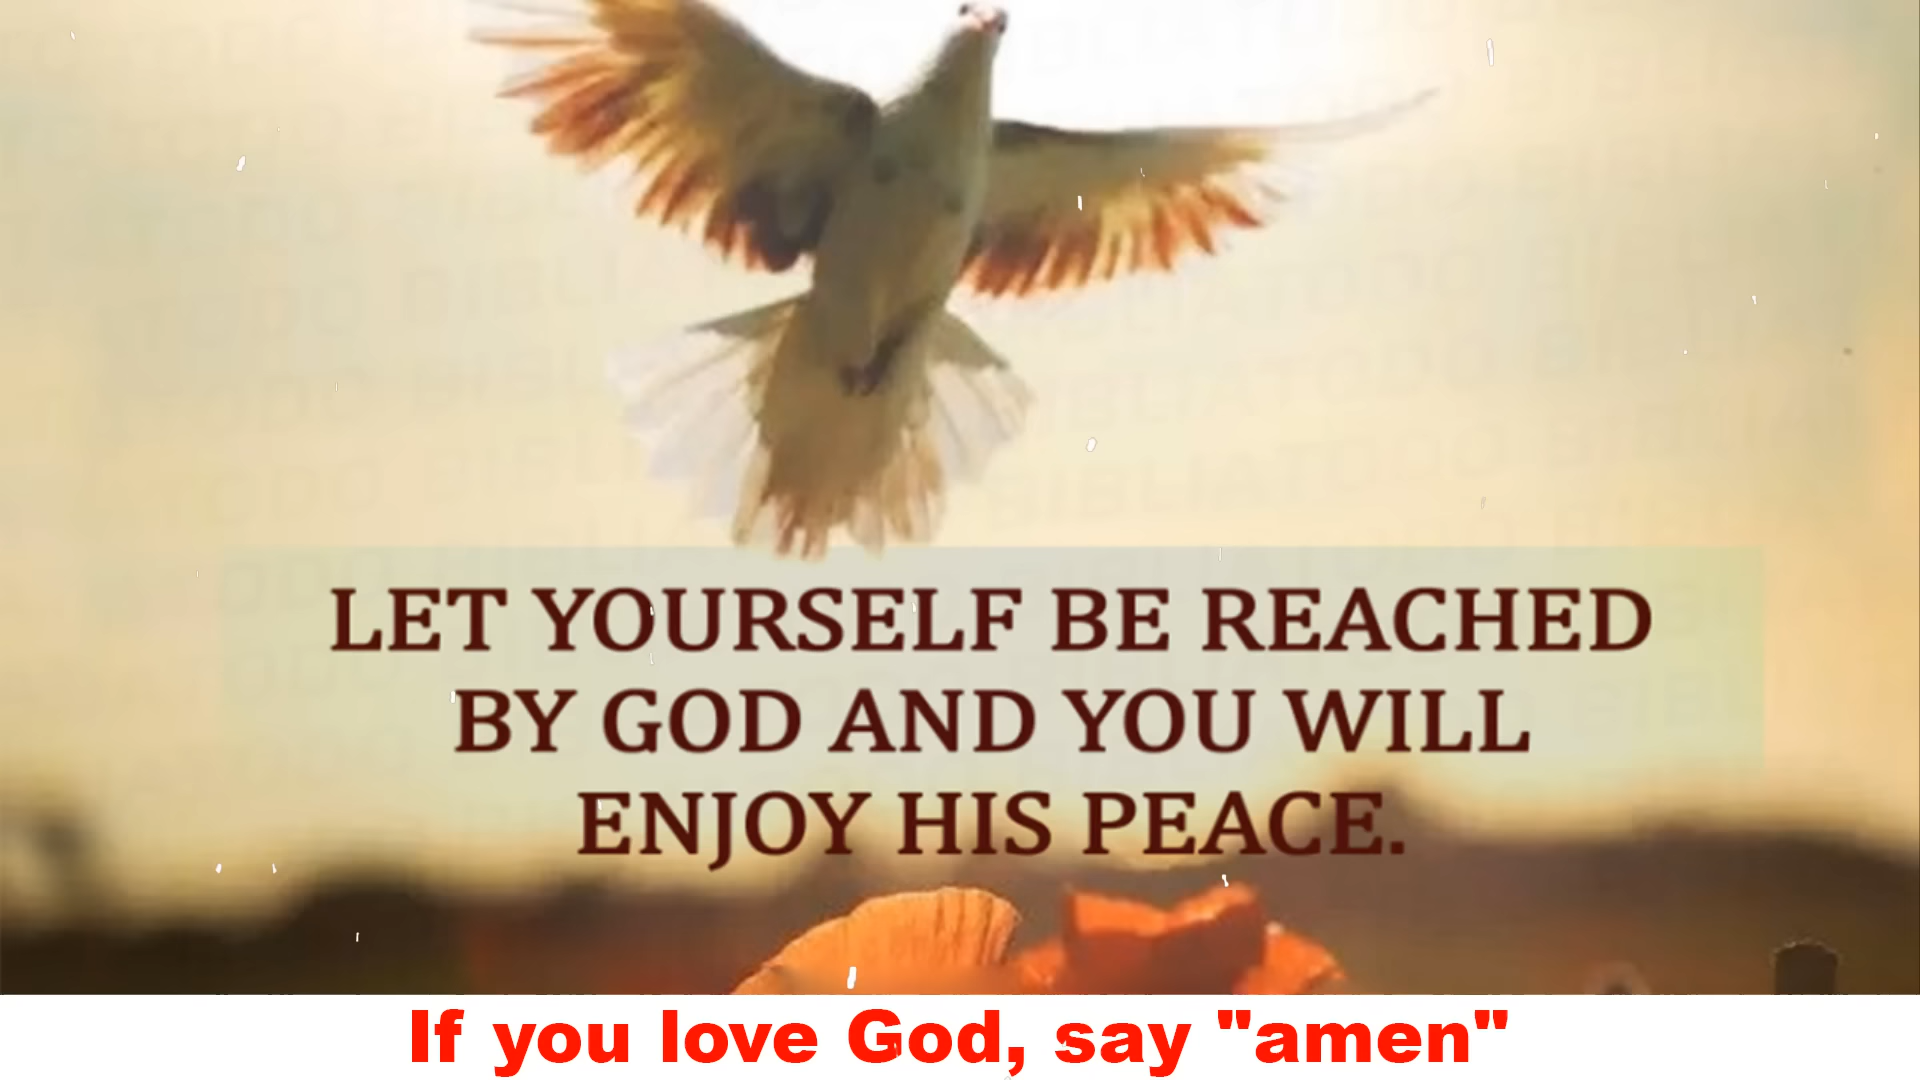 LET YOURSELF BE REACHED
BY GOD AND YOU WILL
ENJOY HIS PEACE.
If you love God, say "amen"